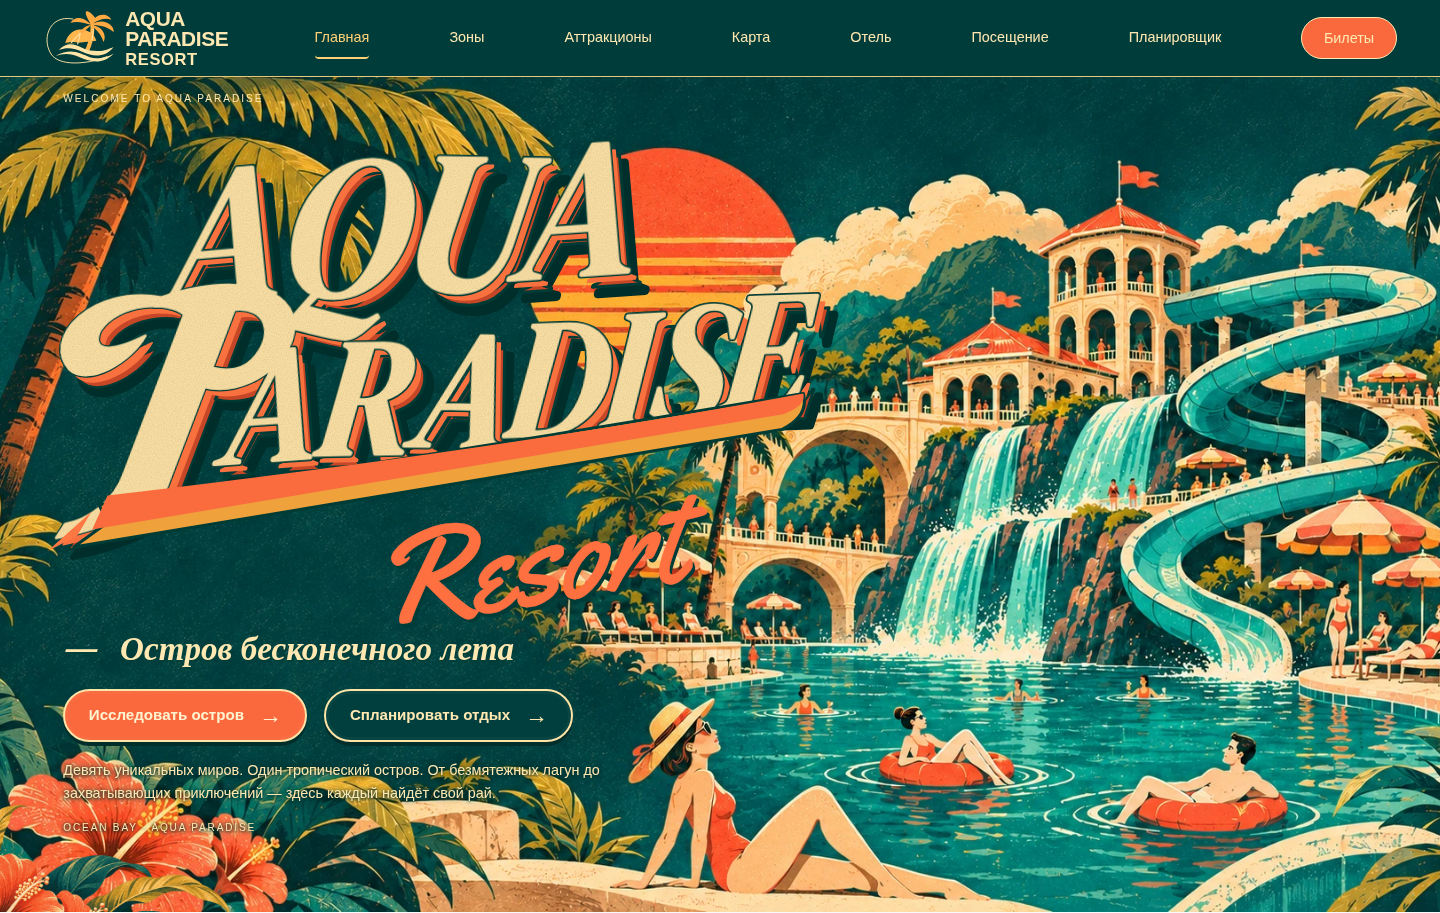 AQUA
PARADISE
RESORT
Главная
Зоны
Аттракционы
Карта
Отель
Посещение
Планировщик
Билеты
WELCOME TO AQUA PARADISE
AQUA
PARADISE
Resort
— Остров бесконечного лета
Исследовать остров →
Спланировать отдых →
Девять уникальных миров. Один тропический остров. От безмятежных лагун до
захватывающих приключений — здесь каждый найдёт свой рай.
OCEAN BAY · AQUA PARADISE